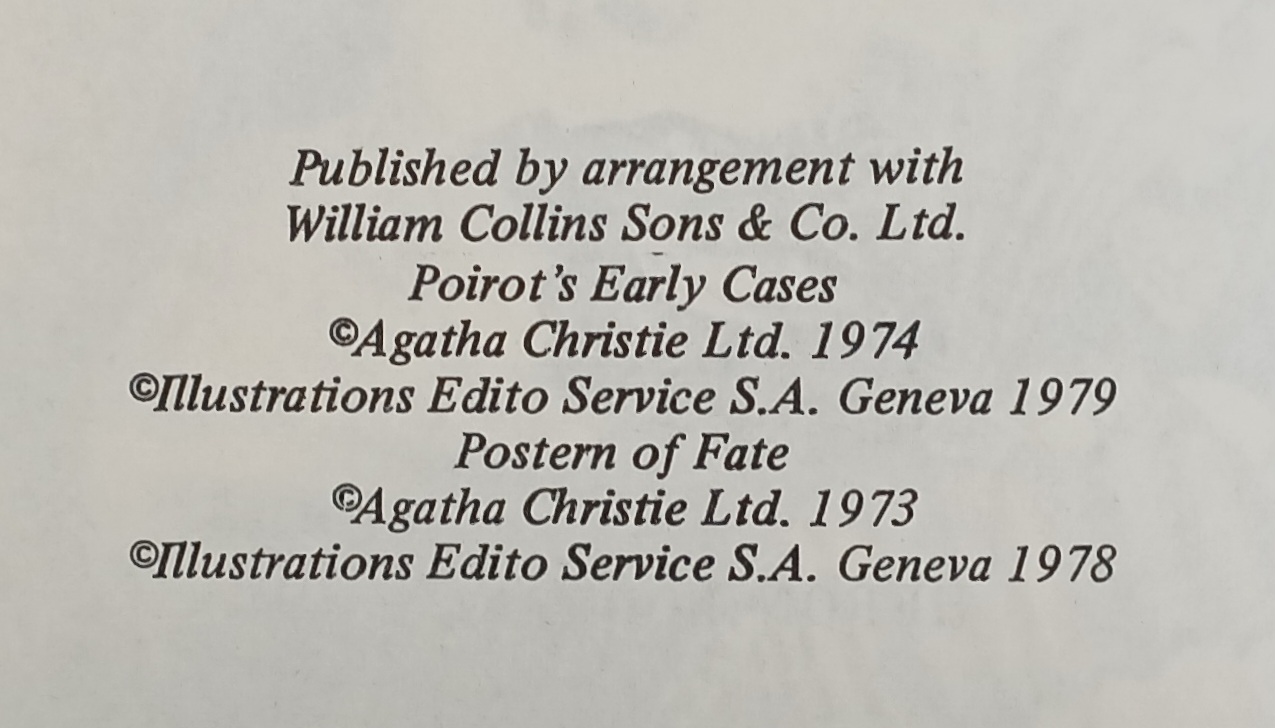 Published by arrangement with
William Collins Sons & Co. Ltd.
Poirot's Early Cases
©Agatha Christie Ltd. 1974
©Illustrations Edito Service S.A. Geneva 1979
Postern of Fate
©Agatha Christie Ltd. 1973
©Illustrations Edito Service S.A. Geneva 1978